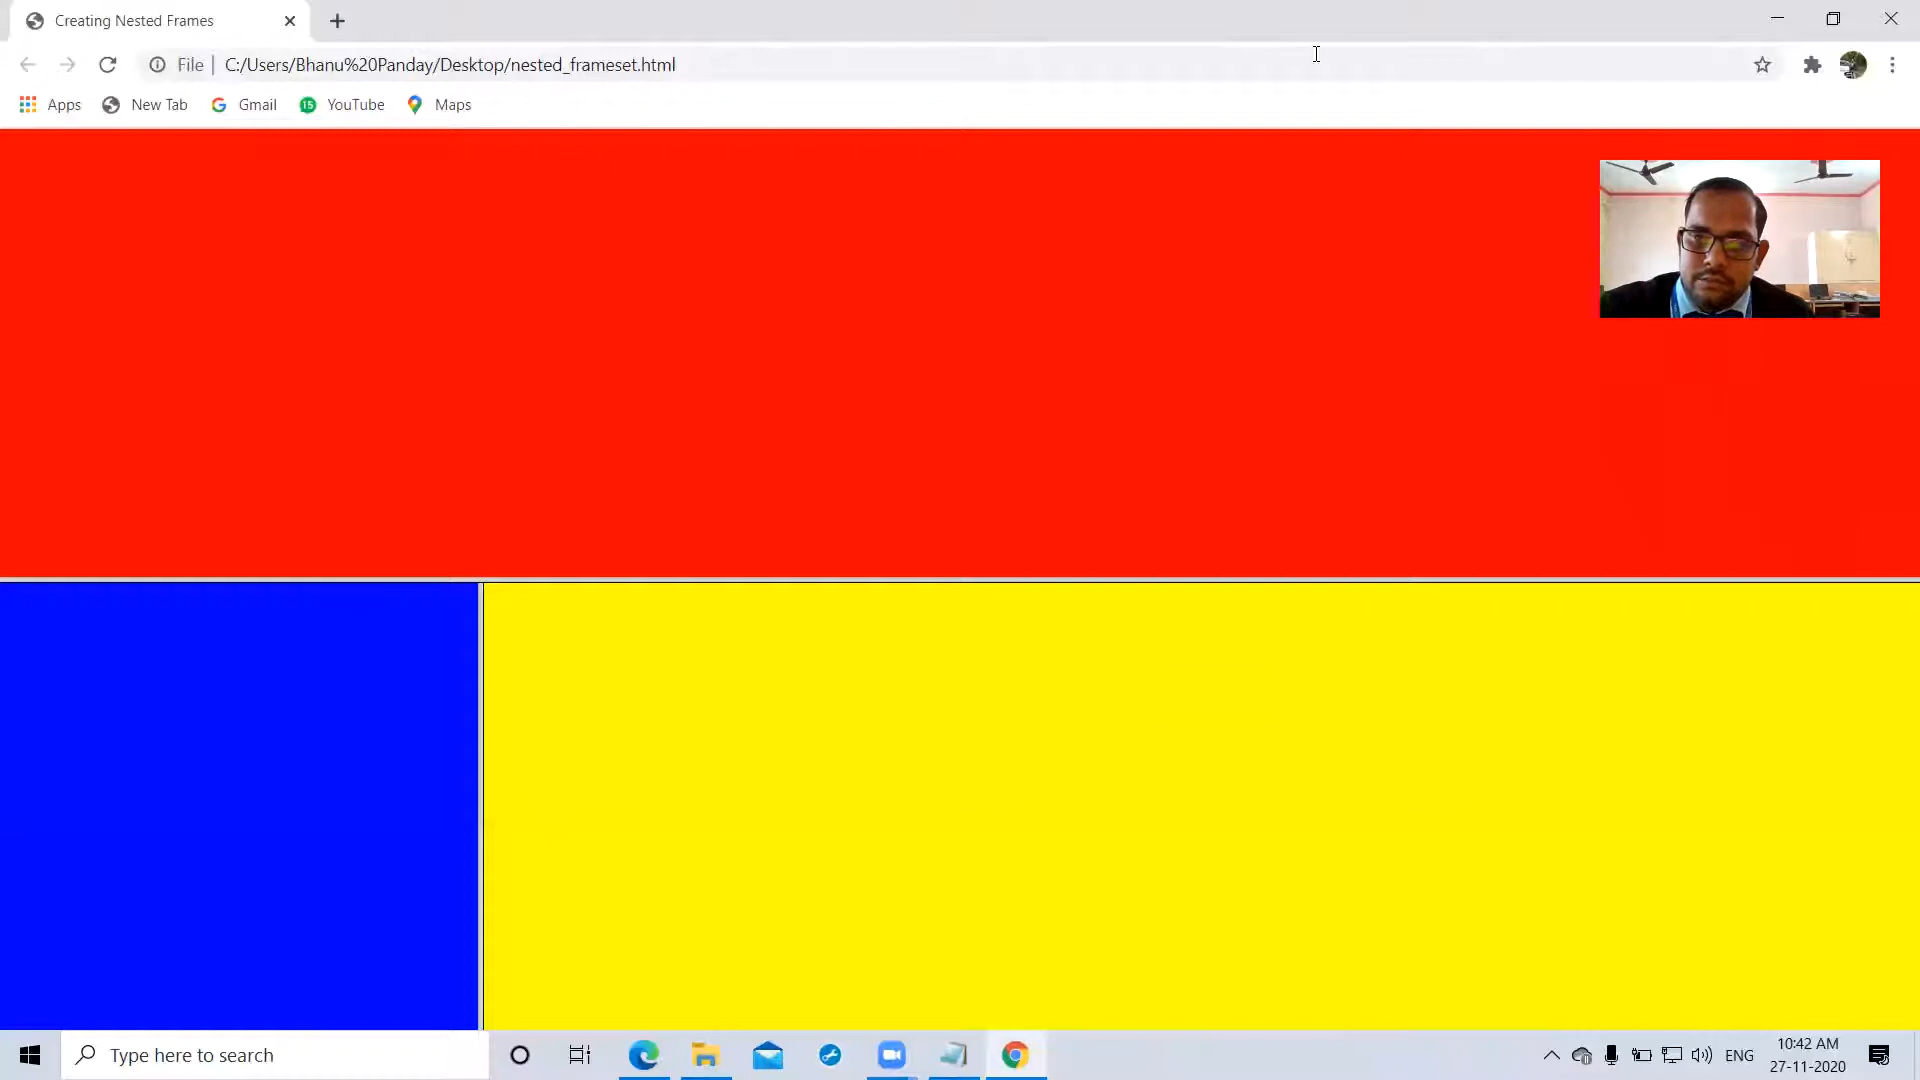 Creating Nested Frames
File | C:/Users/Bhanu%20Panday/Desktop/nested_frameset.html
Apps New Tab Gmail 15 YouTube Maps
Type here to search
ENG
10:42 AM
27-11-2020